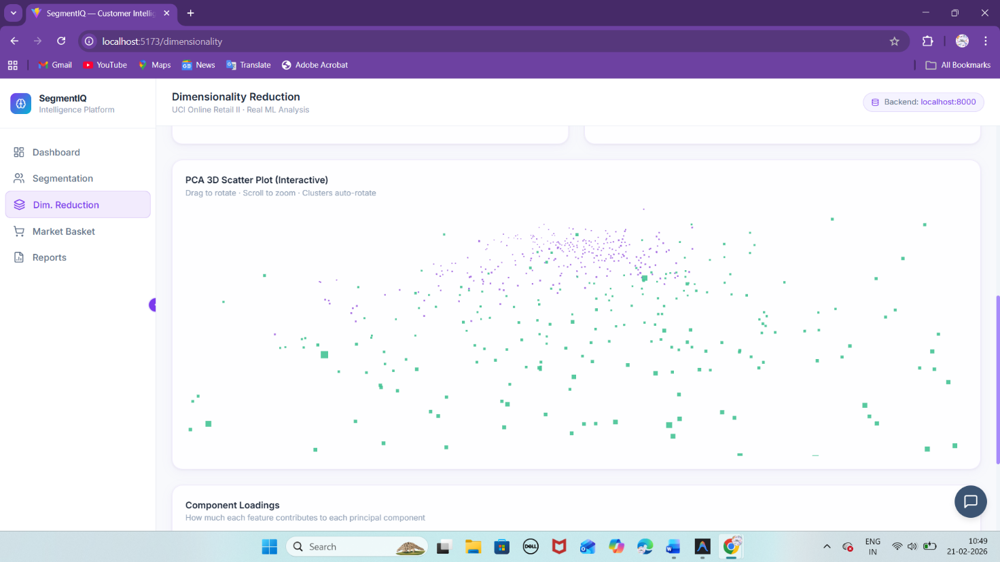 SegmentIQ — Customer Intellig
localhost:5173/dimensionality
Gmail
YouTube
Maps
News
Translate
Adobe Acrobat
All Bookmarks
SegmentIQ
Intelligence Platform
Dimensionality Reduction
UCI Online Retail II · Real ML Analysis
Backend: localhost:8000
Dashboard
Segmentation
Dim. Reduction
Market Basket
Reports
PCA 3D Scatter Plot (Interactive)
Drag to rotate · Scroll to zoom · Clusters auto-rotate
Component Loadings
How much each feature contributes to each principal component
Search
DELL
ENG
IN
10:49
21-02-2026